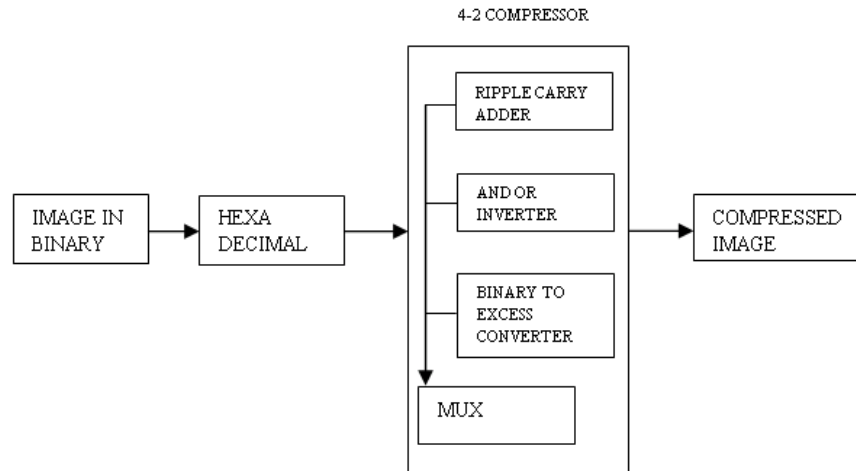 4-2 COMPRESSOR
RIPPLE CARRY
ADDER
IMAGE IN
BINARY
HEXA
DECIMAL
AND OR
INVERTER
COMPRESSED
IMAGE
BINARY TO
EXCESS
CONVERTER
MUX